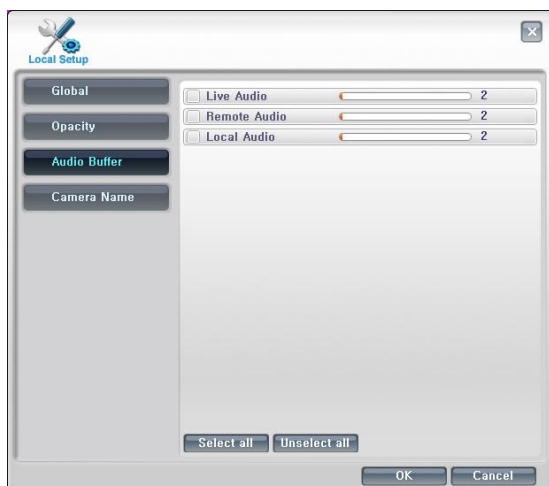 Local Setup
Global
Opacity
Audio Buffer
Camera Name
Live Audio 2
Remote Audio 2
Local Audio 2
Select all Unselect all
OK Cancel